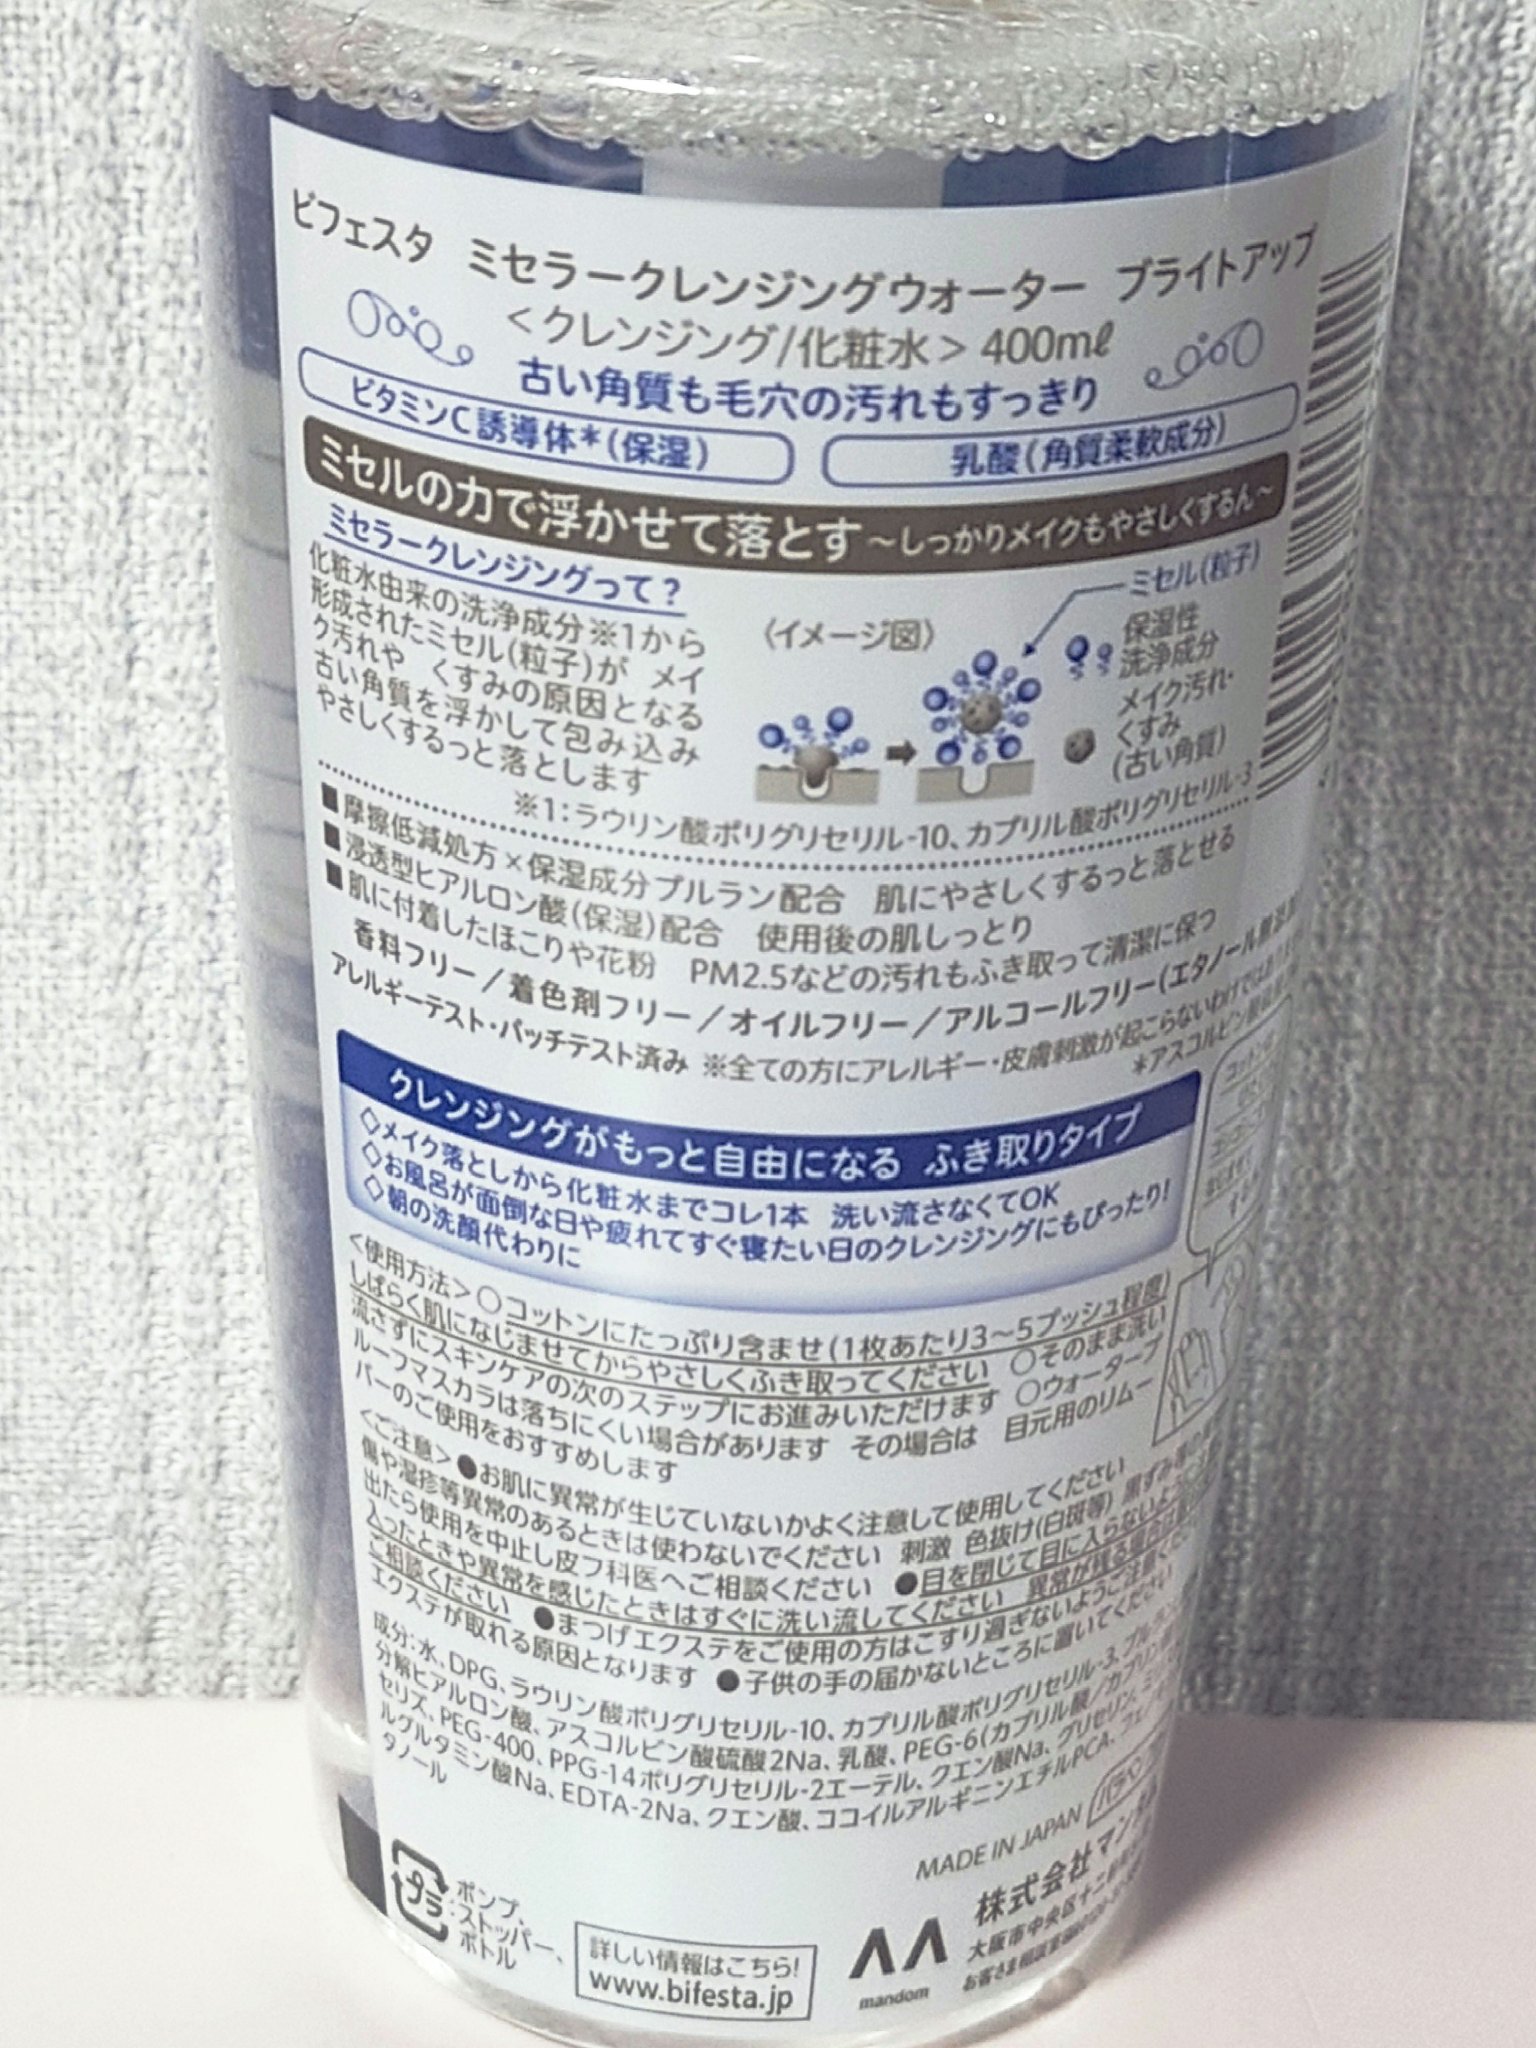 ビフェスタ ミセラークレンジングウォーター ブライトアップ
<クレンジング/化粧水> 400mℓ
古い角質も毛穴の汚れもすっきり
ビタミンC誘導体*(保湿)
乳酸(角質柔軟成分)
ミセルの力で浮かせて落とす ~しっかりメイクもやさしくするん~
ミセラークレンジングって?
化粧水由来の洗浄成分※1から
形成されたミセル(粒子)が メイ
ク汚れや くすみの原因となる
古い角質を浮かして包み込み
やさしくするっと落とします
〈イメージ図〉
ミセル(粒子)
保湿性
洗浄成分
メイク汚れ・
くすみ
(古い角質)
※1:ラウリン酸ポリグリセリル-10、カプリル酸ポリグリセリル-3
■摩擦低減処方×保湿成分プルラン配合 肌にやさしくするっと落とせる
■浸透型ヒアルロン酸(保湿)配合 使用後の肌しっとり
■肌に付着したほこりや花粉 PM2.5などの汚れもふき取って清潔に保つ
香料フリー/着色剤フリー/オイルフリー/アルコールフリー(エタノール無添加
アレルギーテスト・パッチテスト済み ※全ての方にアレルギー・皮膚刺激が起こらないわけではあり
*アスコルビン酸硫酸
クレンジングがもっと自由になる ふき取りタイプ
◇メイク落としから化粧水までコレ1本 洗い流さなくてOK
◇お風呂が面倒な日や疲れてすぐ寝たい日のクレンジングにもぴったり!
◇朝の洗顔代わりに
<使用方法>○コットンにたっぷり含ませ(1枚あたり3~5プッシュ程度)
しばらく肌になじませてからやさしくふき取ってください ○そのまま洗い
流さずにスキンケアの次のステップにお進みいただけます ○ウォータープ
ルーフマスカラは落ちにくい場合があります その場合は 目元用のリムー
バーのご使用をおすすめします
<ご注意>●お肌に異常が生じていないかよく注意して使用してください
傷や湿疹等異常のあるときは使わないでください 刺激 色抜け(白斑等) 黒ずみ等の
出たら使用を中止し皮フ科医へご相談ください ●目を閉じて目に入らないよう
入ったときや異常を感じたときはすぐに洗い流してください 異常が残る場合は
ご相談ください ●まつげエクステをご使用の方はこすり過ぎないようご注意くだ
エクステが取れる原因となります ●子供の手の届かないところに置いてください
成分:水、DPG、ラウリン酸ポリグリセリル-10、カプリル酸ポリグリセリル-3、プルラン
分解ヒアルロン酸、アスコルビン酸硫酸2Na、乳酸、PEG-6(カプリル酸/カプリン酸
セリズ、PEG-400、PPG-14ポリグリセリル-2エーテル、クエン酸Na、グリセリン、ミ
ルグルタミン酸Na、EDTA-2Na、クエン酸、ココイルアルギニンエチルPCA、フェノ
タノール
MADE IN JAPAN
パラベン
プラ
ポンプ、
ストッパー、
ボトル
詳しい情報はこちら!
www.bifesta.jp
mandom
株式会社マンダム
大阪市中央区十二軒町
お客さま相談室